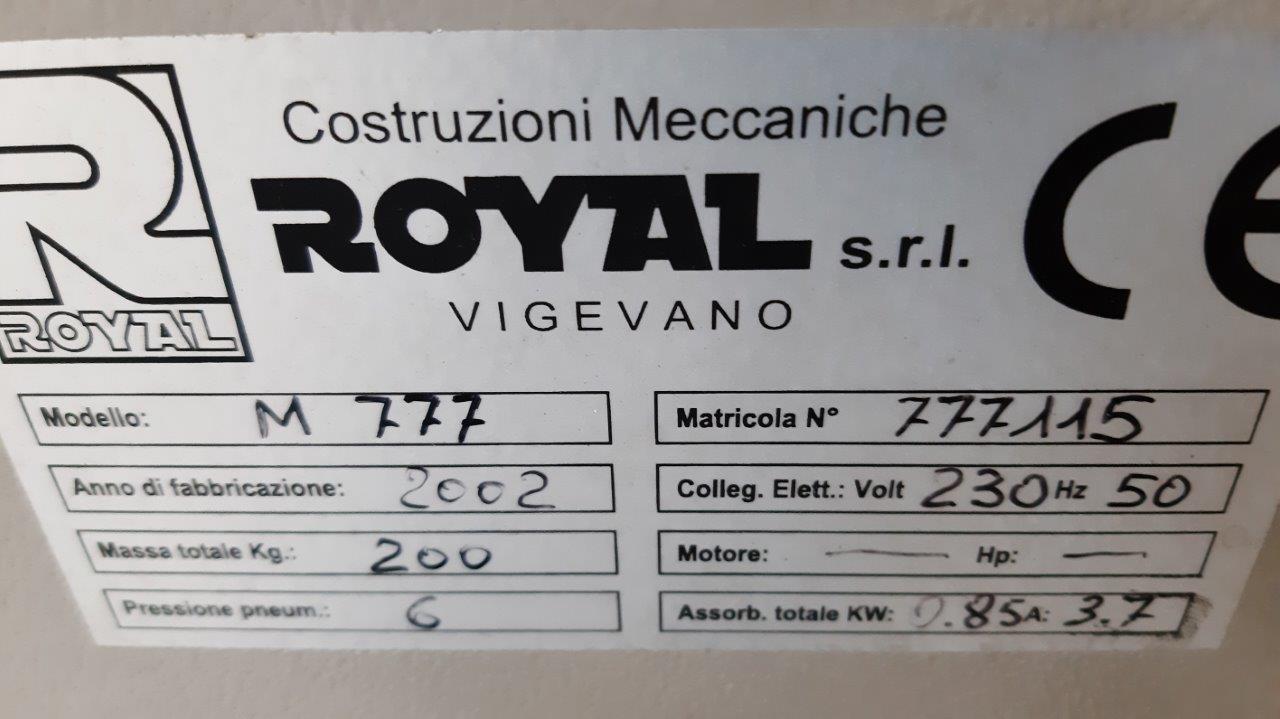 Costruzioni Meccaniche
ROYAL s.r.l.
VIGEVANO
R
ROYAL
CE
Modello: M 777
Matricola N° 777115
Anno di fabbricazione: 2002
Colleg. Elett.: Volt 230 Hz 50
Massa totale Kg.: 200
Motore: — Hp: —
Pressione pneum.: 6
Assorb. totale KW: 0.85 A: 3.7